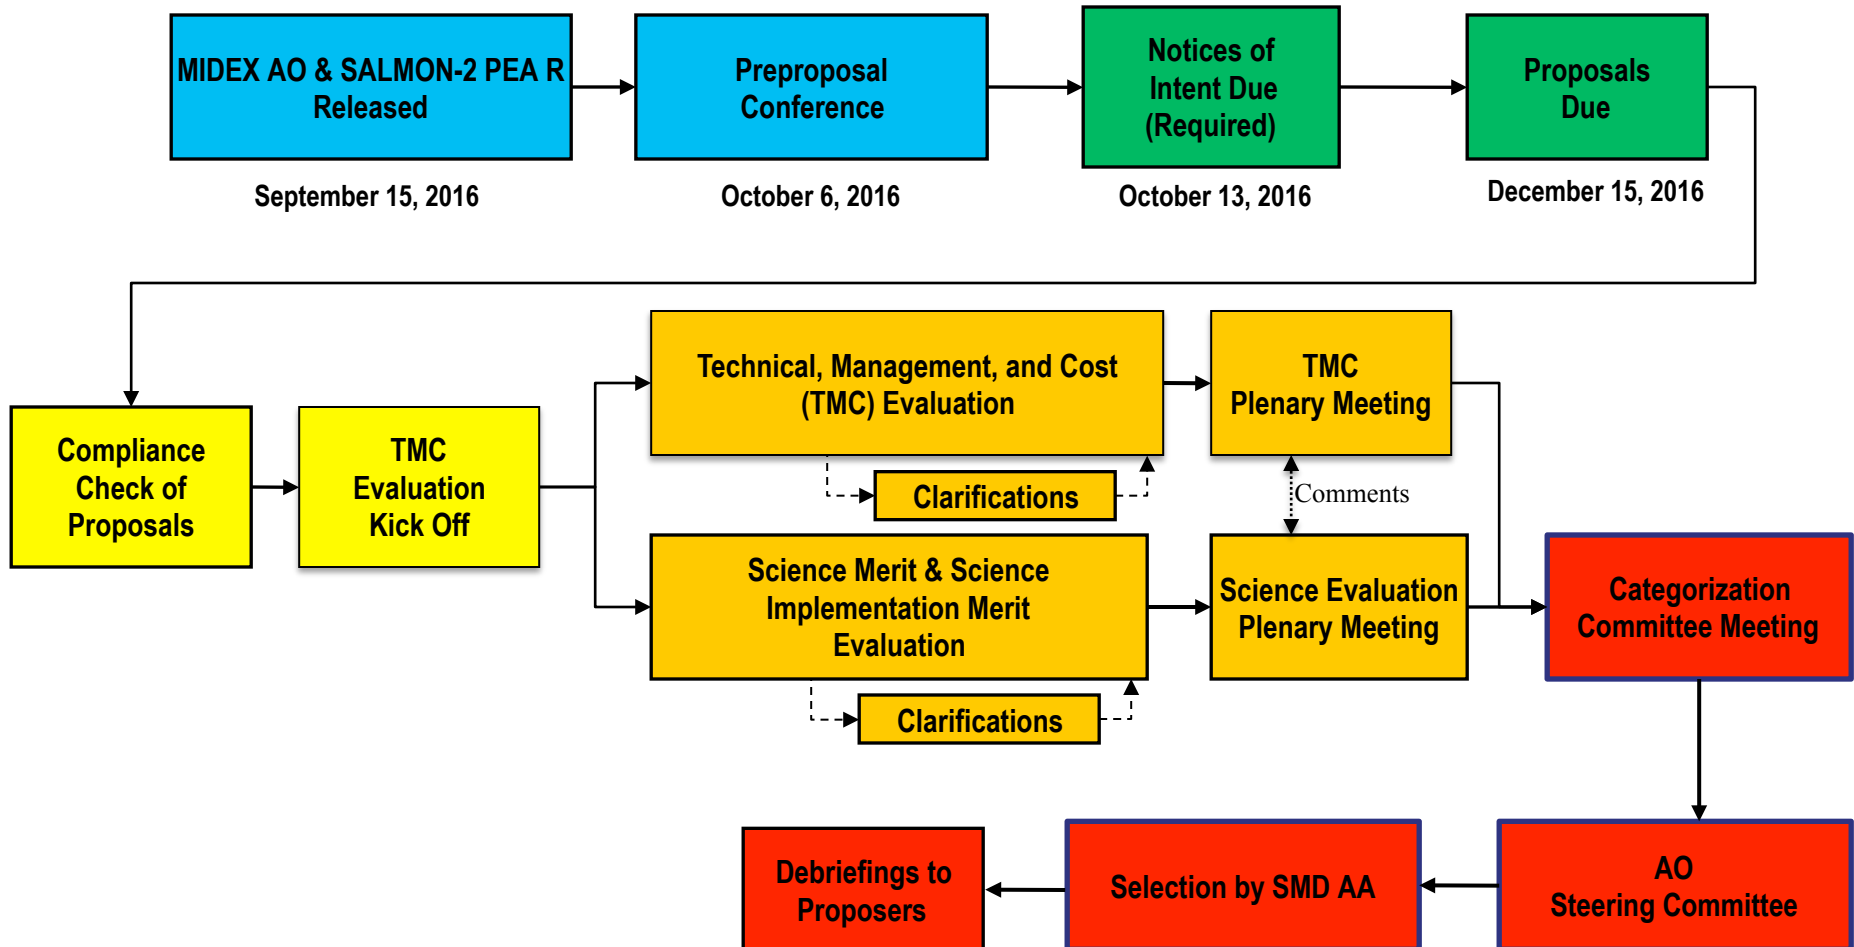 MIDEX AO & SALMON-2 PEA R
Released
Preproposal
Conference
Notices of
Intent Due
(Required)
Proposals
Due
September 15, 2016
October 6, 2016
October 13, 2016
December 15, 2016
Compliance
Check of
Proposals
TMC
Evaluation
Kick Off
Technical, Management, and Cost
(TMC) Evaluation
Clarifications
TMC
Plenary Meeting
Comments
Science Merit & Science
Implementation Merit
Evaluation
Clarifications
Science Evaluation
Plenary Meeting
Categorization
Committee Meeting
AO
Steering Committee
Selection by SMD AA
Debriefings to
Proposers